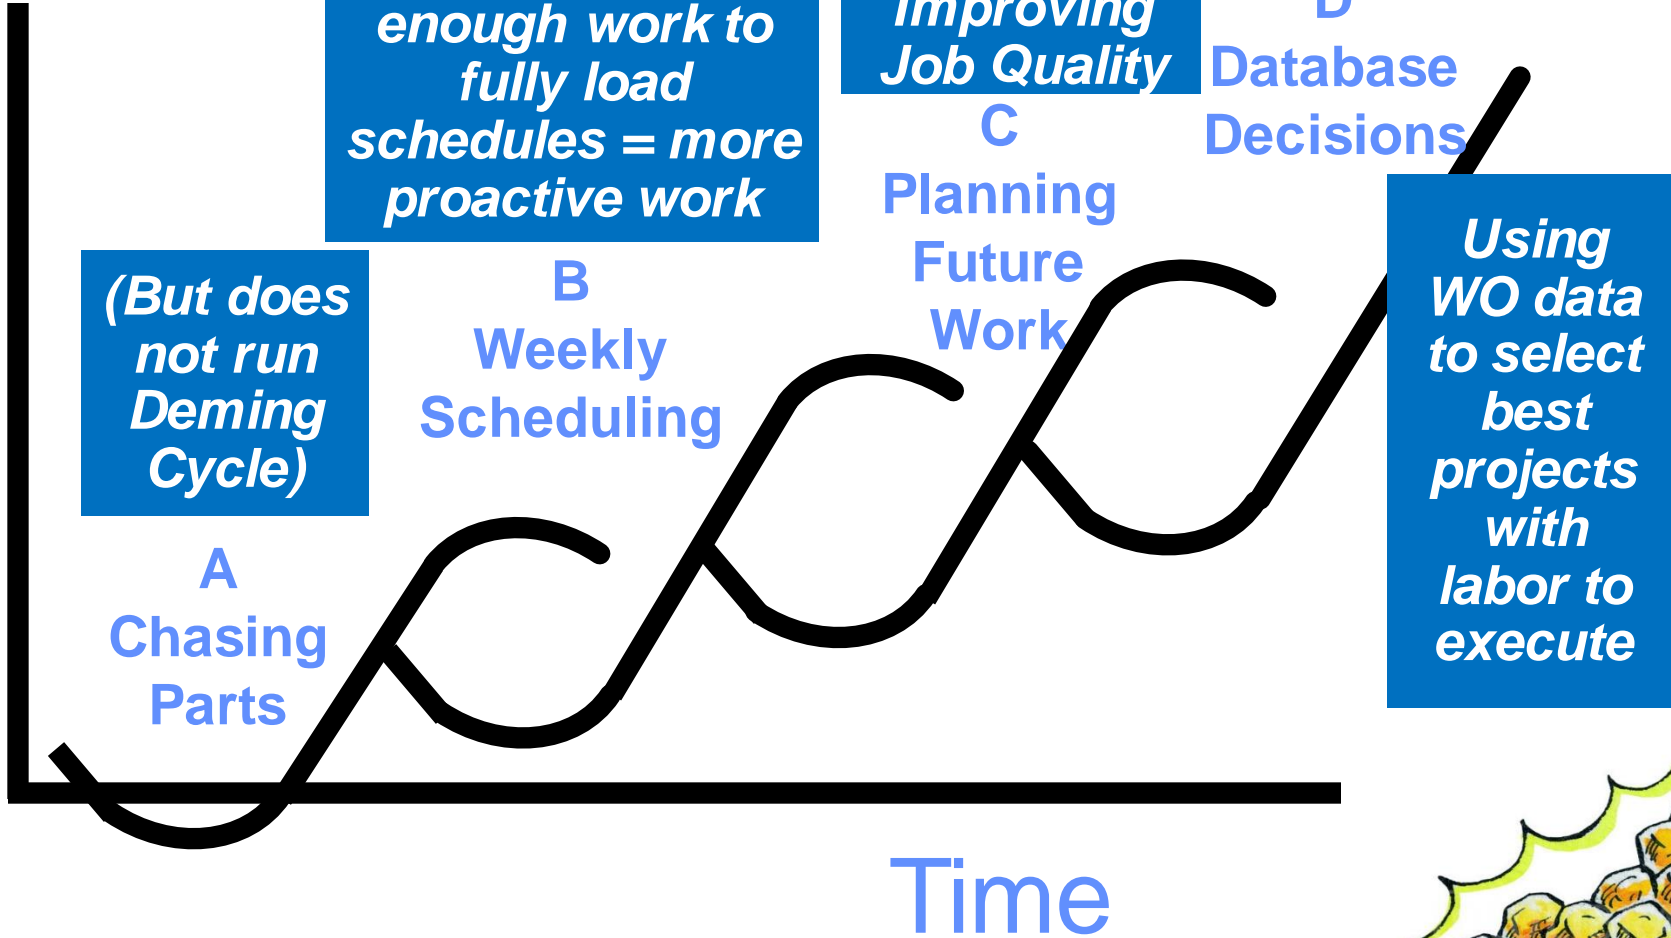 enough work to
fully load
schedules = more
proactive work
Improving
Job Quality
D
Database
Decisions
(But does
not run
Deming
Cycle)
B
Weekly
Scheduling
C
Planning
Future
Work
Using
WO data
to select
best
projects
with
labor to
execute
A
Chasing
Parts
Time